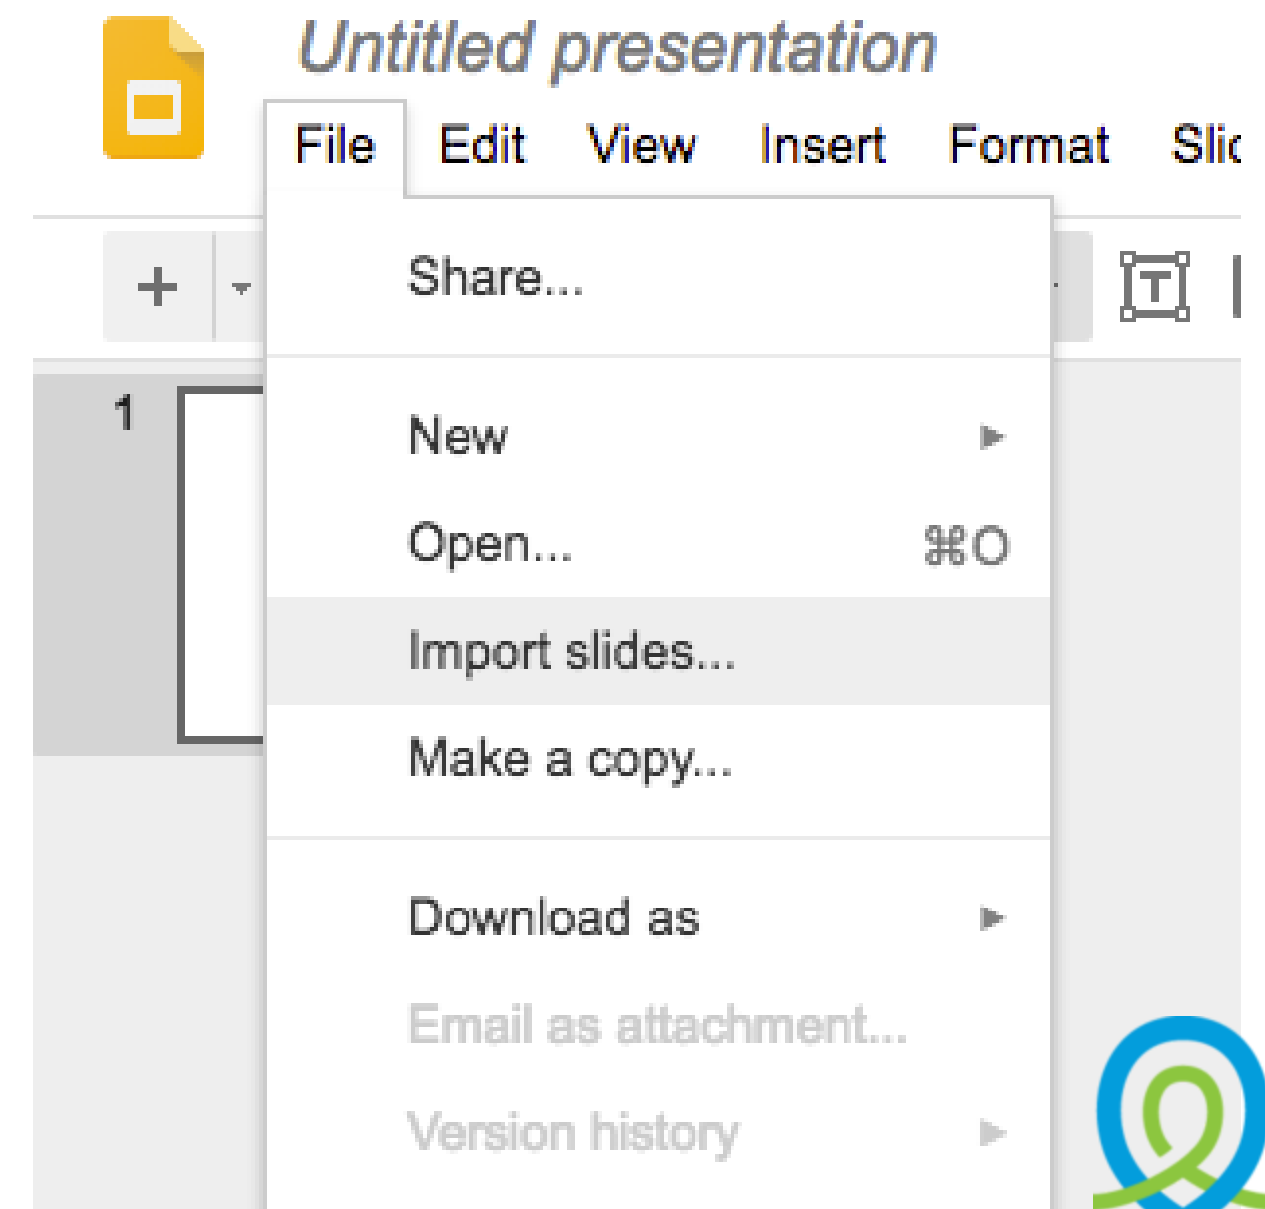 Untitled presentation
File Edit View Insert Format
Share...
1
New
Open... ⌘O
Import slides...
Make a copy...
Download as
Email as attachment...
Version history